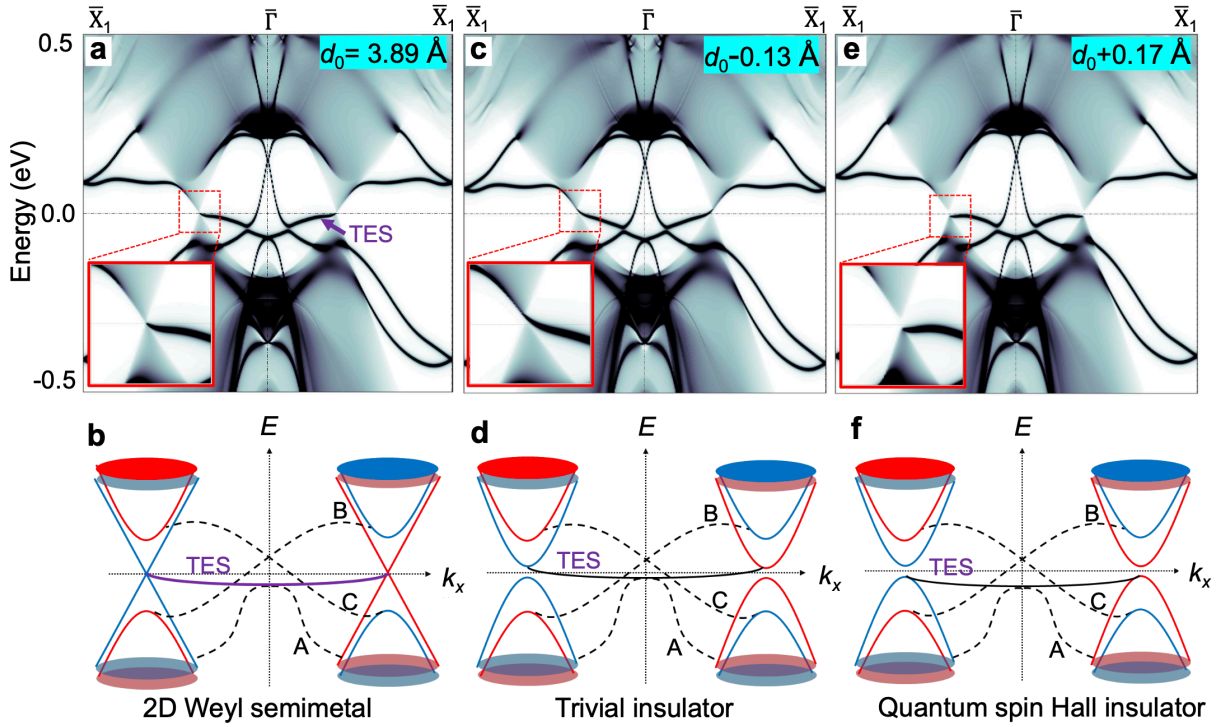 X̅₁ Γ̅ X̅₁ X̅₁ Γ̅ X̅₁ X̅₁ Γ̅ X̅₁
a d₀= 3.89 Å c d₀-0.13 Å e d₀+0.17 Å
0.5
Energy (eV)
0.0
TES
-0.5
b E d E f E
B B B
TES TES TES
kₓ kₓ kₓ
C C C
A A A
2D Weyl semimetal Trivial insulator Quantum spin Hall insulator